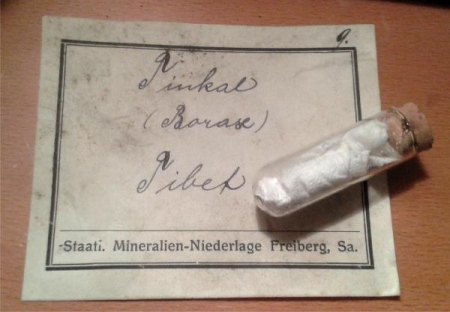 9.
Tinkal
(Borax)
Tibet
Staatl. Mineralien-Niederlage Freiberg, Sa.